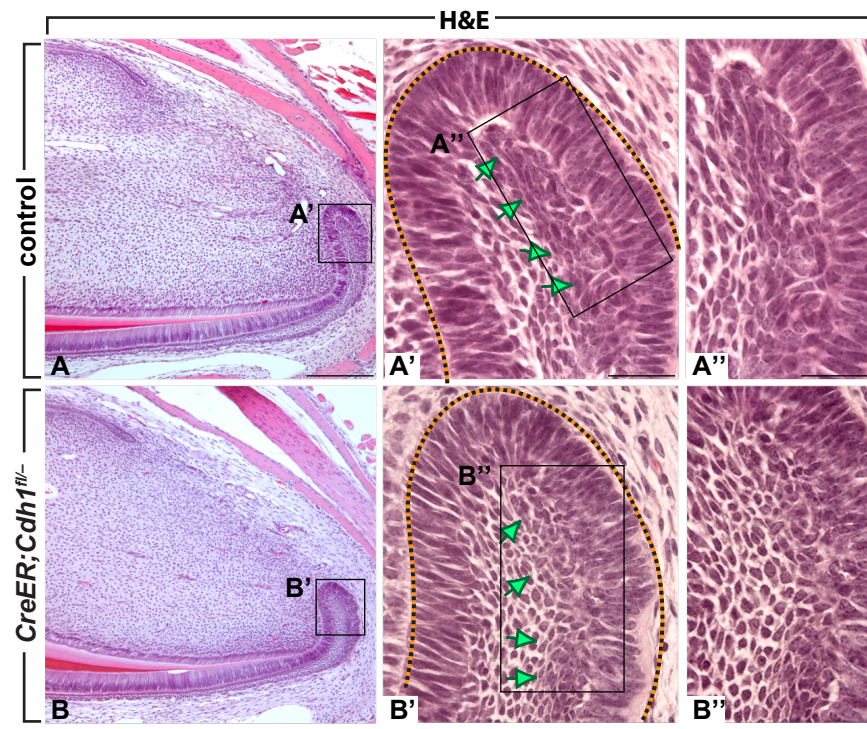 H&E
control
A
A’
A’
A’’
A’’
CreER;Cdh1fl/–
B
B’
B’
B’’
B’’